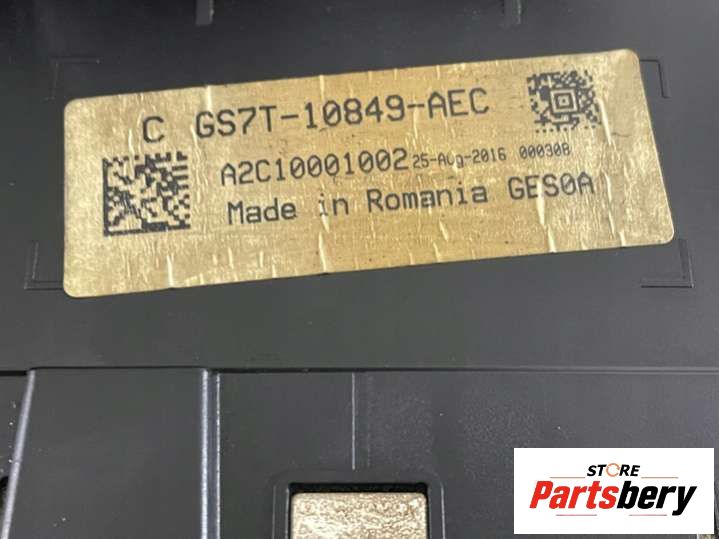 C GS7T-10849-AEC
A2C10001002 25-Aug-2016 000308
Made in Romania GES0A
STORE
Partsbery